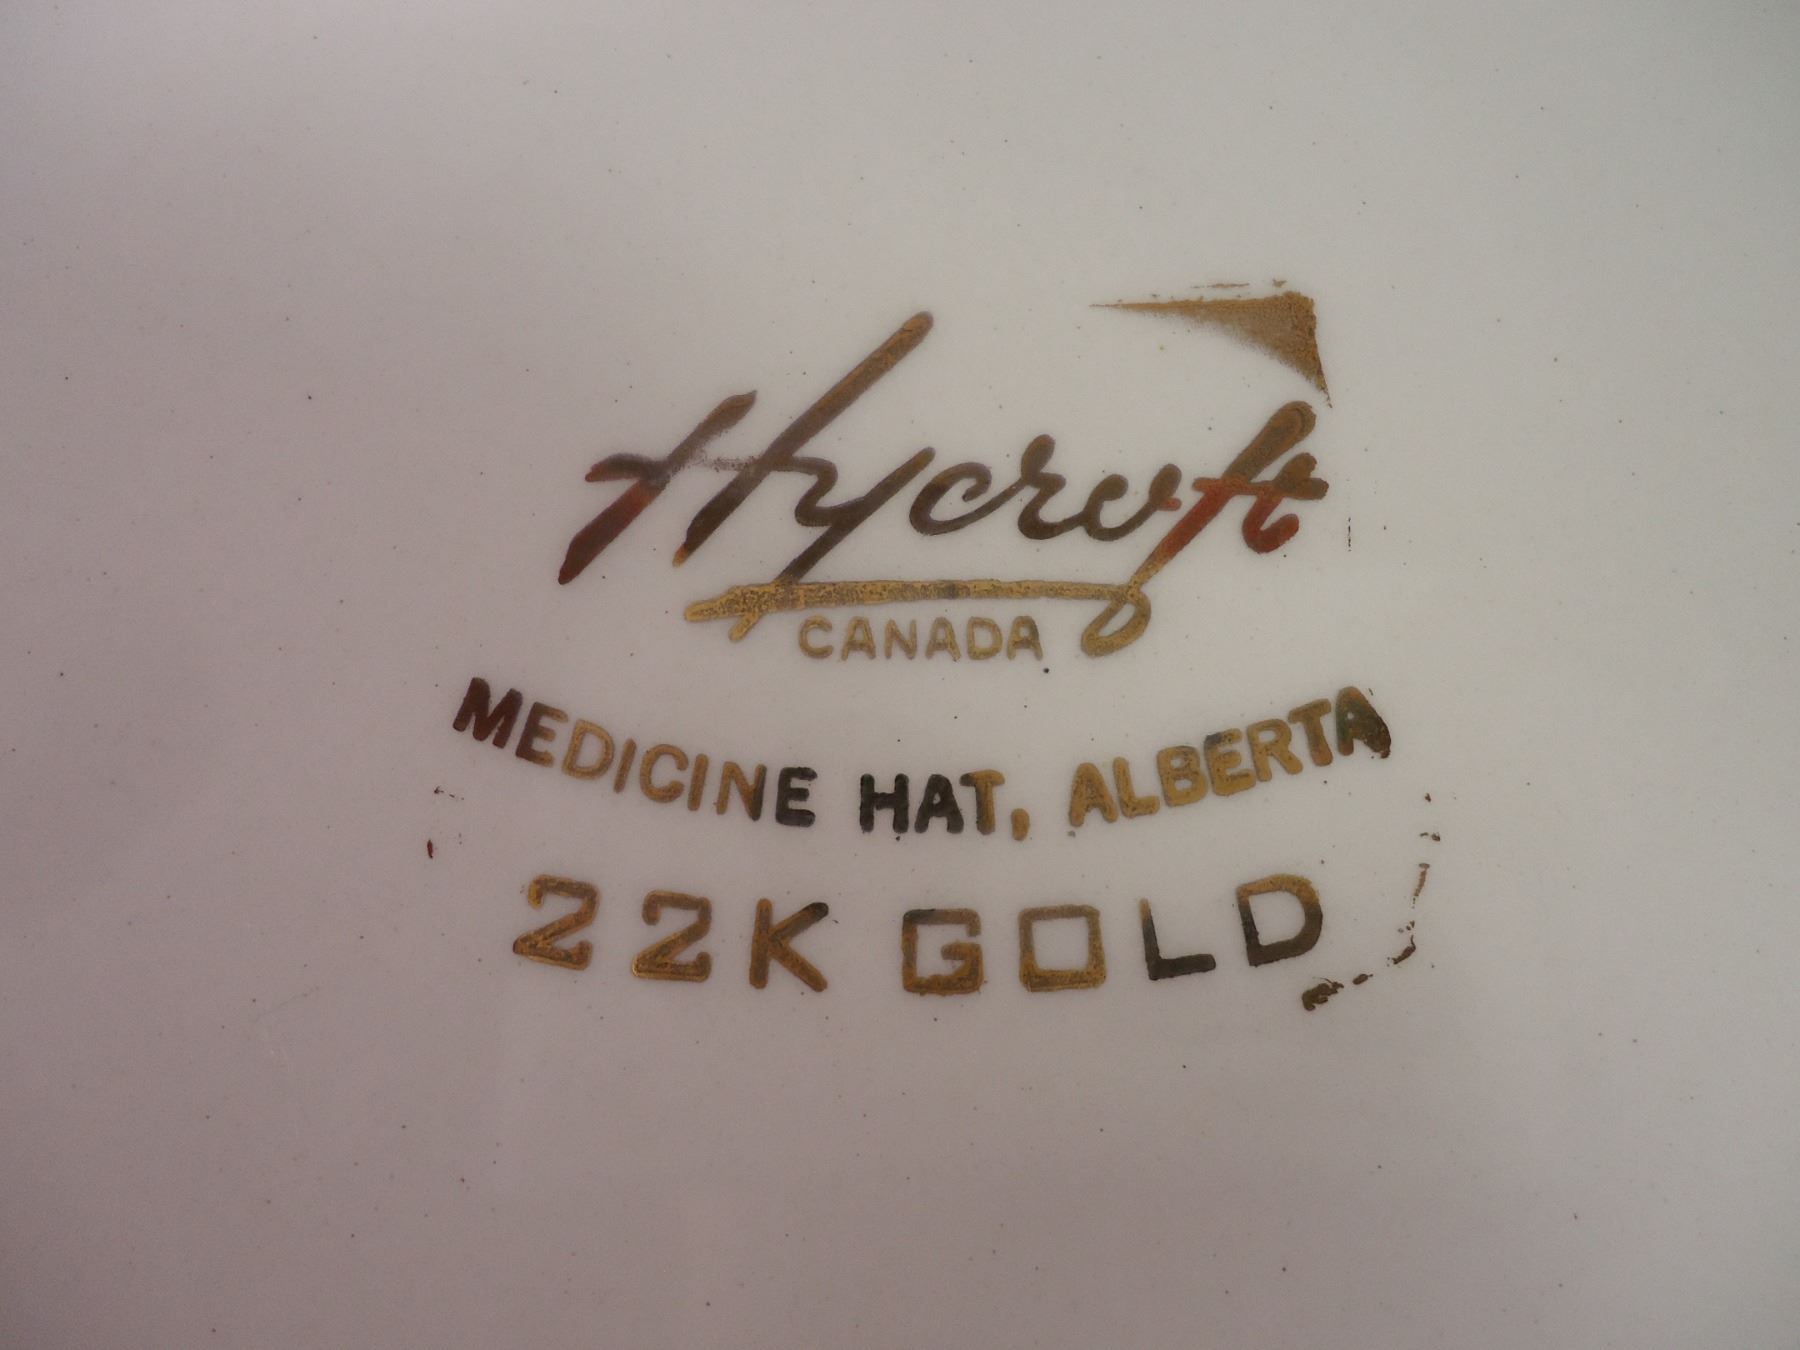 Hycroft
CANADA
MEDICINE HAT, ALBERTA
22K GOLD